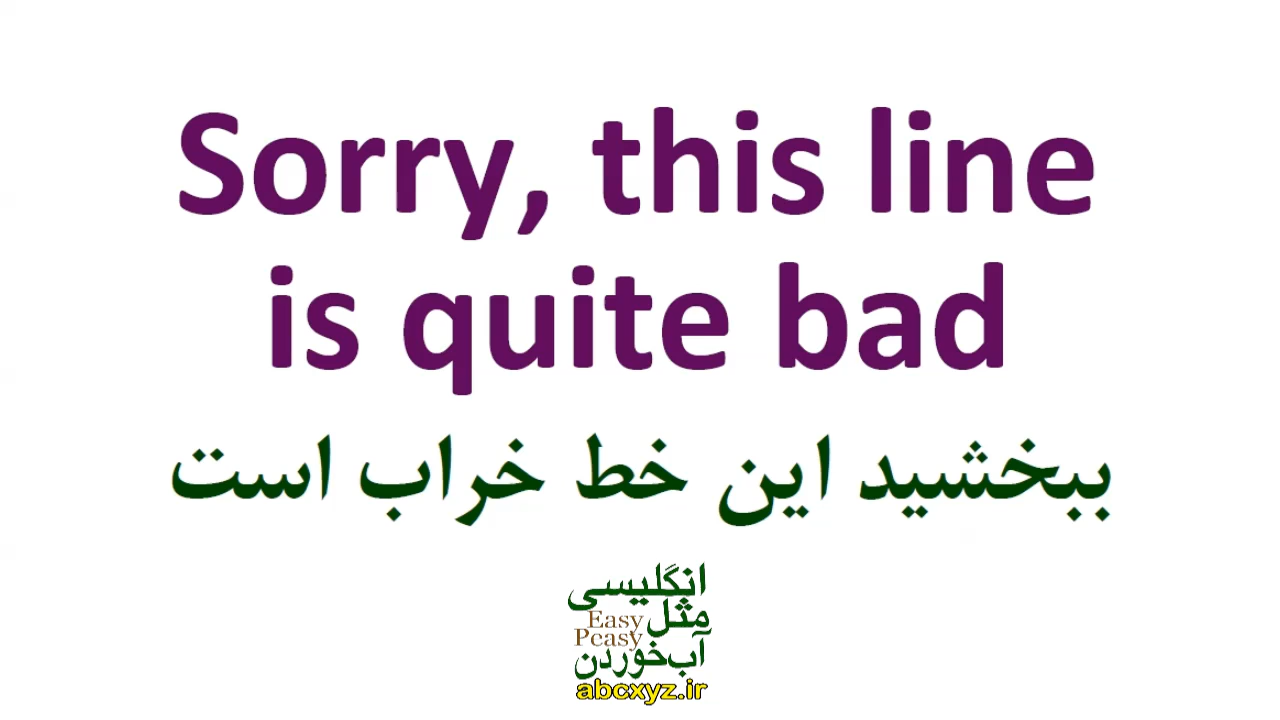 Sorry, this line
is quite bad
ببخشید این خط خراب است
انگلیسی
مثل
Easy
Peasy
آب‌خوردن
abcxyz.ir